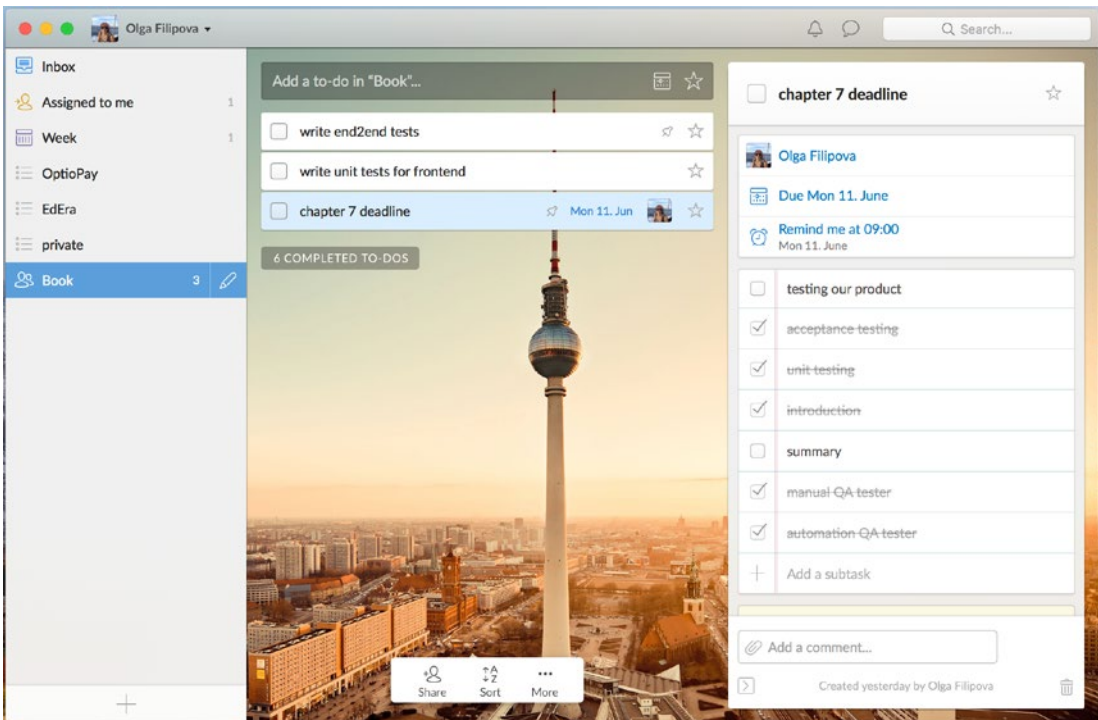 Olga Filipova
Search...
Inbox
Assigned to me 1
Week 1
OptioPay
EdEra
private
Book 3
Add a to-do in “Book”...
write end2end tests
write unit tests for frontend
chapter 7 deadline Mon 11. Jun
6 COMPLETED TO-DOS
Share
Sort
More
chapter 7 deadline
Olga Filipova
Due Mon 11. June
Remind me at 09:00
Mon 11. June
testing our product
acceptance testing
unit testing
introduction
summary
manual QA tester
automation QA tester
Add a subtask
Add a comment...
Created yesterday by Olga Filipova